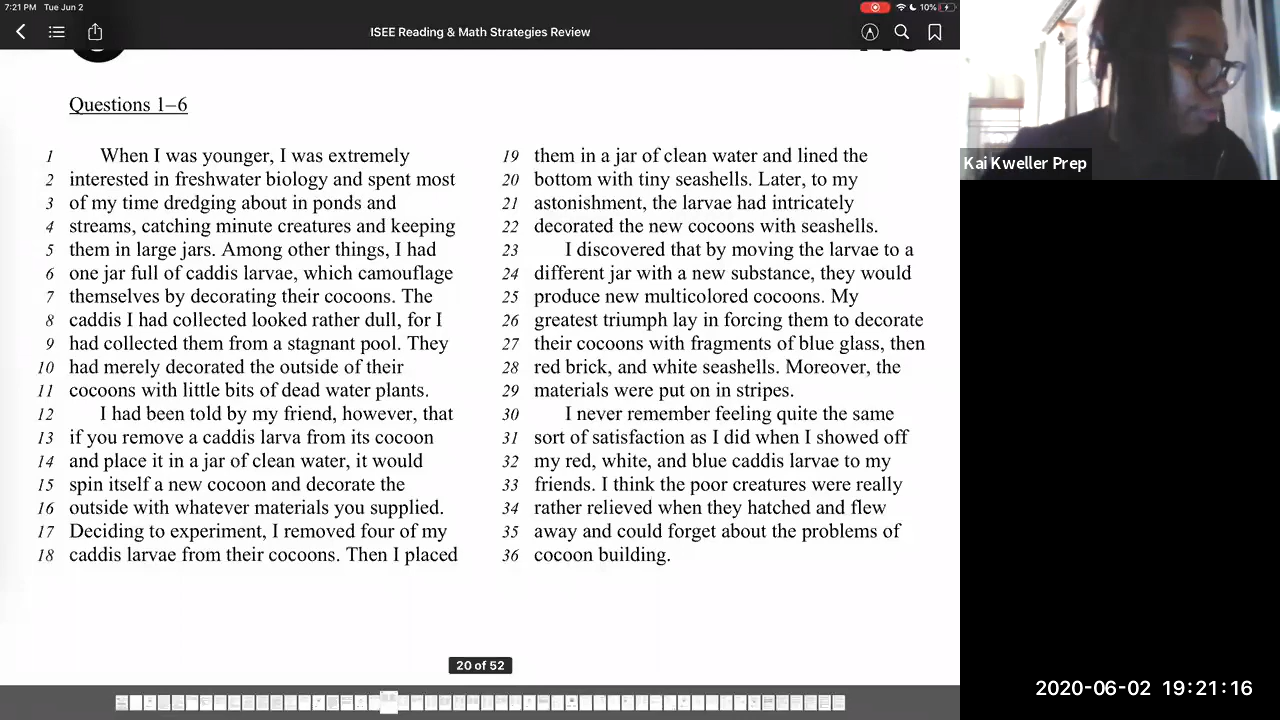 7:21 PM Tue Jun 2
10%
ISEE Reading & Math Strategies Review
Questions 1–6
1 When I was younger, I was extremely
2 interested in freshwater biology and spent most
3 of my time dredging about in ponds and
4 streams, catching minute creatures and keeping
5 them in large jars. Among other things, I had
6 one jar full of caddis larvae, which camouflage
7 themselves by decorating their cocoons. The
8 caddis I had collected looked rather dull, for I
9 had collected them from a stagnant pool. They
10 had merely decorated the outside of their
11 cocoons with little bits of dead water plants.
12 I had been told by my friend, however, that
13 if you remove a caddis larva from its cocoon
14 and place it in a jar of clean water, it would
15 spin itself a new cocoon and decorate the
16 outside with whatever materials you supplied.
17 Deciding to experiment, I removed four of my
18 caddis larvae from their cocoons. Then I placed
19 them in a jar of clean water and lined the
20 bottom with tiny seashells. Later, to my
21 astonishment, the larvae had intricately
22 decorated the new cocoons with seashells.
23 I discovered that by moving the larvae to a
24 different jar with a new substance, they would
25 produce new multicolored cocoons. My
26 greatest triumph lay in forcing them to decorate
27 their cocoons with fragments of blue glass, then
28 red brick, and white seashells. Moreover, the
29 materials were put on in stripes.
30 I never remember feeling quite the same
31 sort of satisfaction as I did when I showed off
32 my red, white, and blue caddis larvae to my
33 friends. I think the poor creatures were really
34 rather relieved when they hatched and flew
35 away and could forget about the problems of
36 cocoon building.
20 of 52
Kai Kweller Prep
2020-06-02 19:21:16